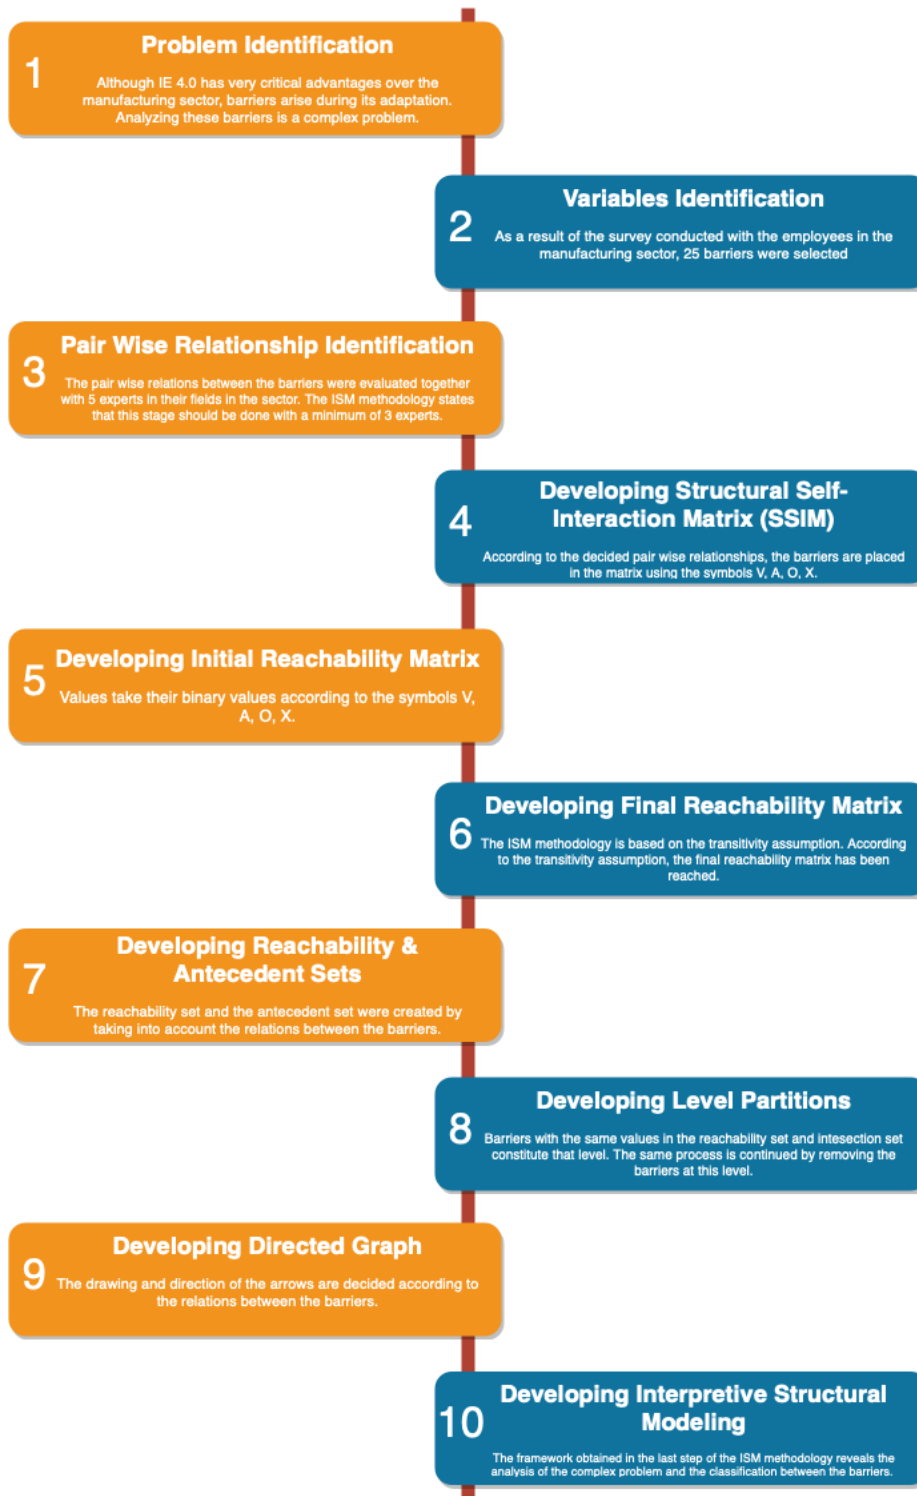 Problem Identification
1
Although IE 4.0 has very critical advantages over the
manufacturing sector, barriers arise during its adaptation.
Analyzing these barriers is a complex problem.
Variables Identification
2
As a result of the survey conducted with the employees in the
manufacturing sector, 25 barriers were selected
Pair Wise Relationship Identification
3
The pair wise relations between the barriers were evaluated together
with 5 experts in their fields in the sector. The ISM methodology states
that this stage should be done with a minimum of 3 experts.
Developing Structural Self-
Interaction Matrix (SSIM)
4
According to the decided pair wise relationships, the barriers are placed
in the matrix using the symbols V, A, O, X.
Developing Initial Reachability Matrix
5
Values take their binary values according to the symbols V,
A, O, X.
Developing Final Reachability Matrix
6
The ISM methodology is based on the transitivity assumption. According
to the transitivity assumption, the final reachability matrix has been
reached.
Developing Reachability &
Antecedent Sets
7
The reachability set and the antecedent set were created by
taking into account the relations between the barriers.
Developing Level Partitions
8
Barriers with the same values in the reachability set and intesection set
constitute that level. The same process is continued by removing the
barriers at this level.
Developing Directed Graph
9
The drawing and direction of the arrows are decided according to
the relations between the barriers.
Developing Interpretive Structural
Modeling
10
The framework obtained in the last step of the ISM methodology reveals the
analysis of the complex problem and the classification between the barriers.